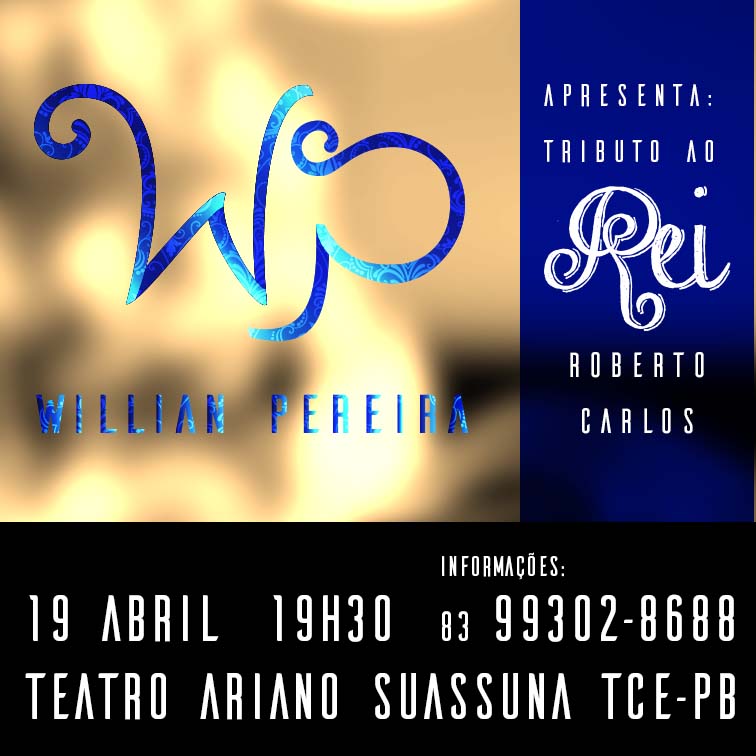 WP
WILLIAN PEREIRA
APRESENTA:
TRIBUTO AO
Rei
ROBERTO
CARLOS
INFORMAÇÕES:
19 ABRIL 19H30 83 99302-8688
TEATRO ARIANO SUASSUNA TCE-PB